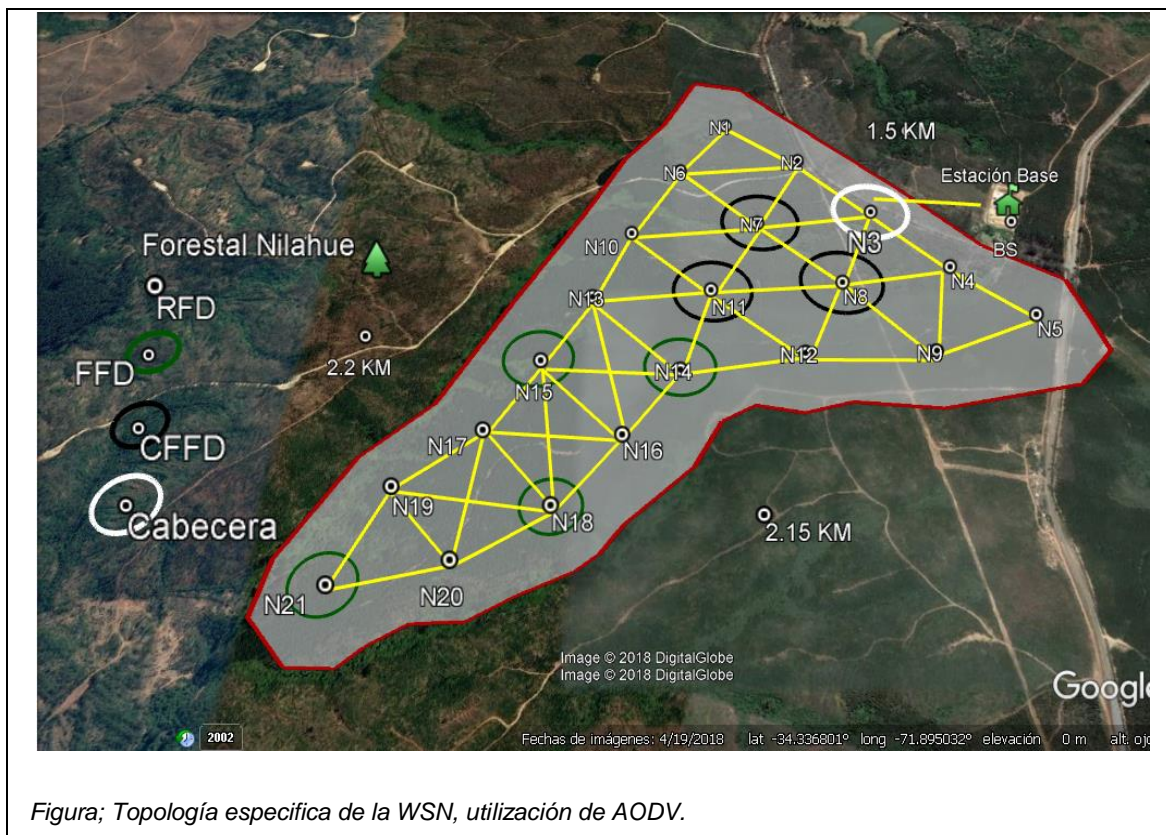 N1
1.5 KM
N2
Estación Base
N6
N7
N3
BS
N10
Forestal Nilahue
N4
RFD
N8
N13
N11
N5
FFD
2.2 KM
N12
N9
N15
N14
CFFD
N17
N16
N19
N18
Cabecera
2.15 KM
N21
N20
Image © 2018 DigitalGlobe
Image © 2018 DigitalGlobe
Google
2002
Fechas de imágenes: 4/19/2018 lat -34.336801° long -71.895032° elevación 0 m alt. ojo
Figura; Topología especifica de la WSN, utilización de AODV.